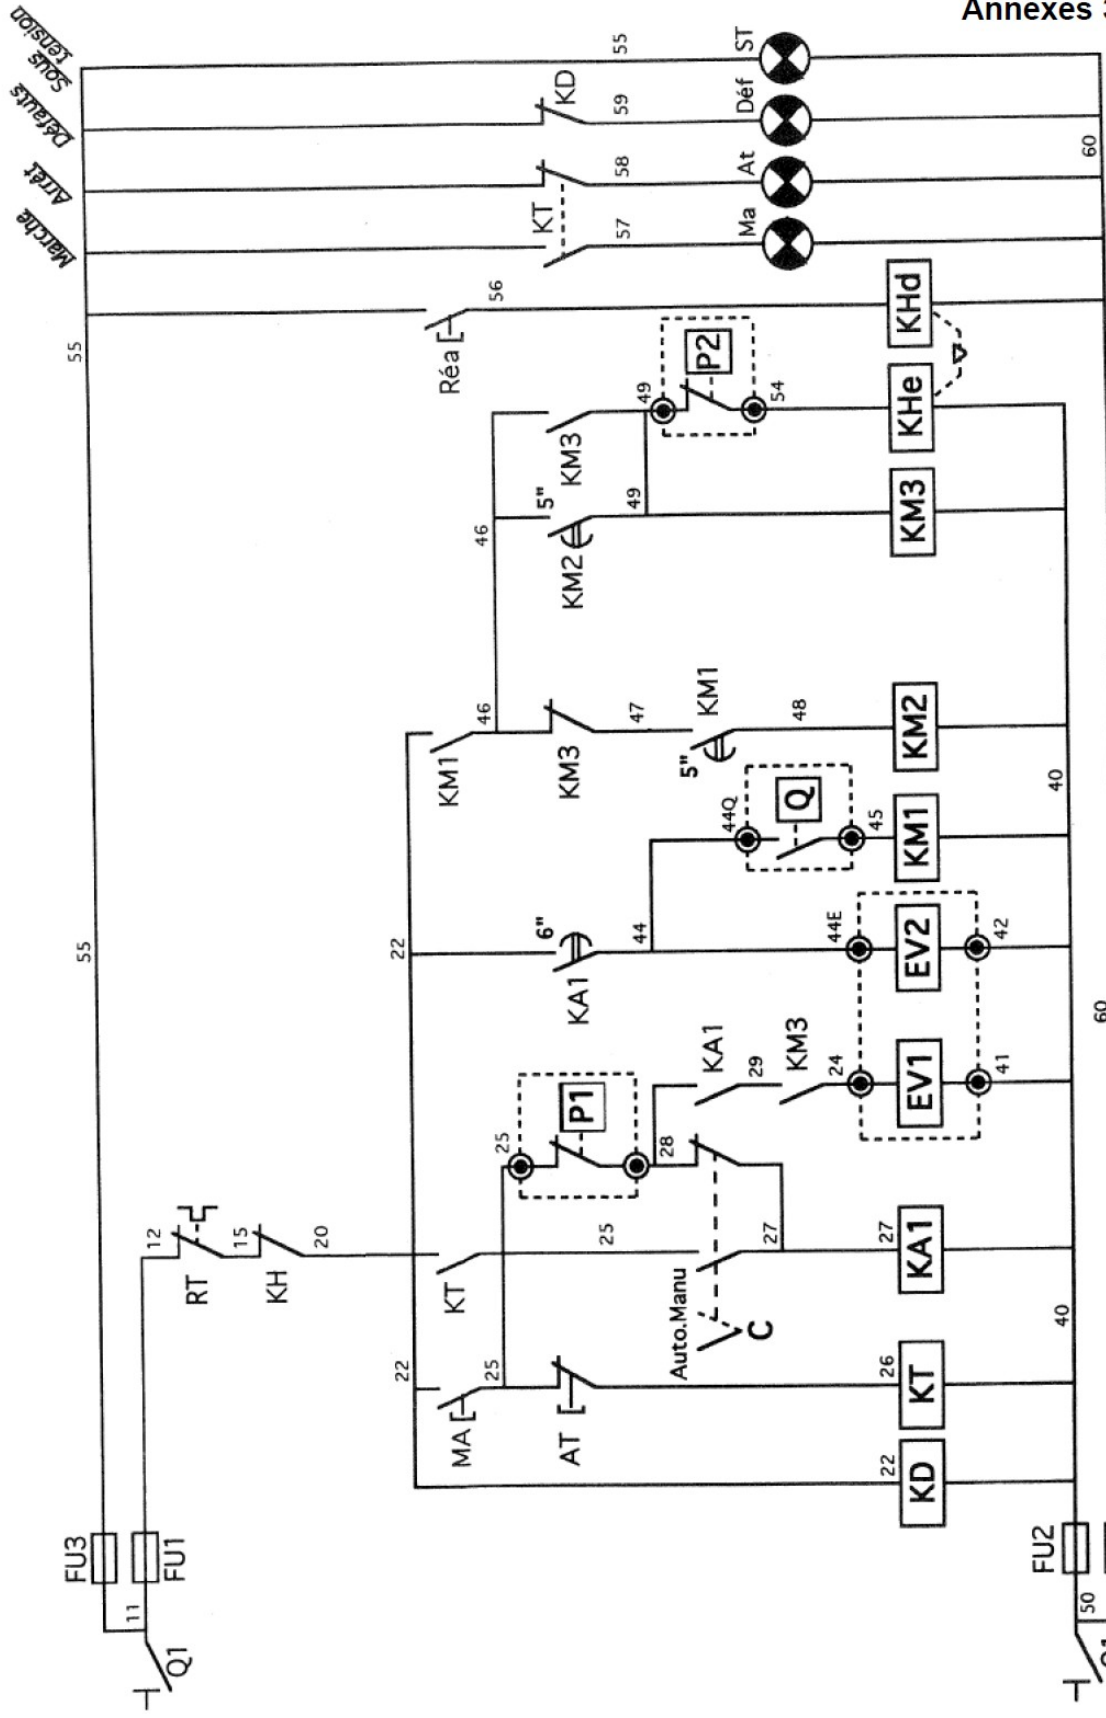 Annexes 3
Sous
tension
Défauts
Arrêt
Marche
55
ST
KD
59
Déf
58
At
60
KT
57
Ma
56
55
Réa
KHd
P2
49
54
KM3
KHe
5"
49
46
KM2
KM3
46
KM1
47
KM1
48
5"
KM3
KM2
40
Q
44Q
45
KM1
55
22
6"
44
44E
42
KA1
EV2
60
KA1
29
KM3
24
41
EV1
P1
25
28
12
15
20
RT
KH
25
27
27
KT
KA1
Auto.Manu
C
40
22
25
26
MA
AT
KT
22
KD
FU3
FU1
FU2
11
50
Q1